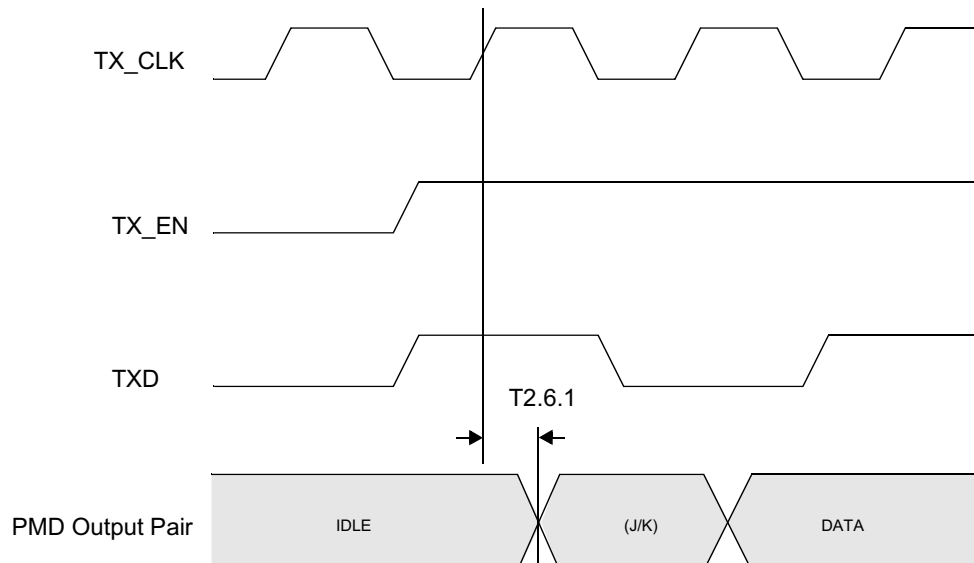 TX_CLK
TX_EN
TXD
T2.6.1
PMD Output Pair
IDLE
(J/K)
DATA